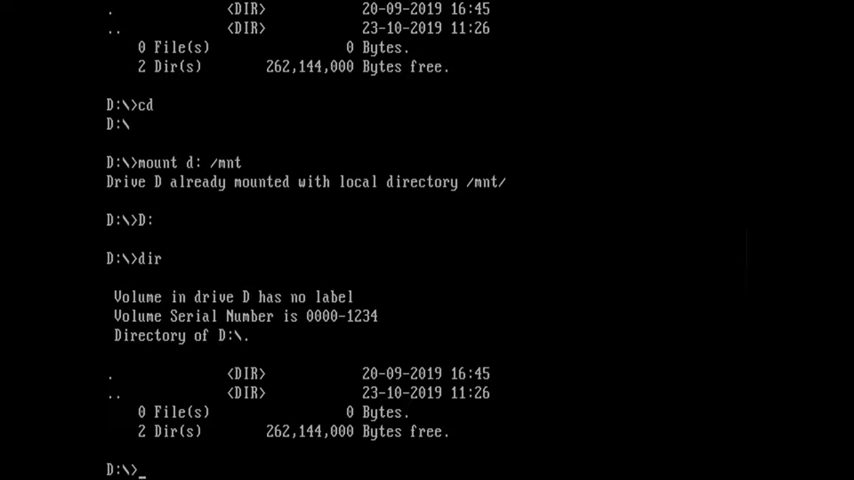 . <DIR> 20-09-2019 16:45
.. <DIR> 23-10-2019 11:26
0 File(s) 0 Bytes.
2 Dir(s) 262,144,000 Bytes free.
D:\>cd
D:\
D:\>mount d: /mnt
Drive D already mounted with local directory /mnt/
D:\>D:
D:\>dir
Volume in drive D has no label
Volume Serial Number is 0000-1234
Directory of D:\.
. <DIR> 20-09-2019 16:45
.. <DIR> 23-10-2019 11:26
0 File(s) 0 Bytes.
2 Dir(s) 262,144,000 Bytes free.
D:\>_